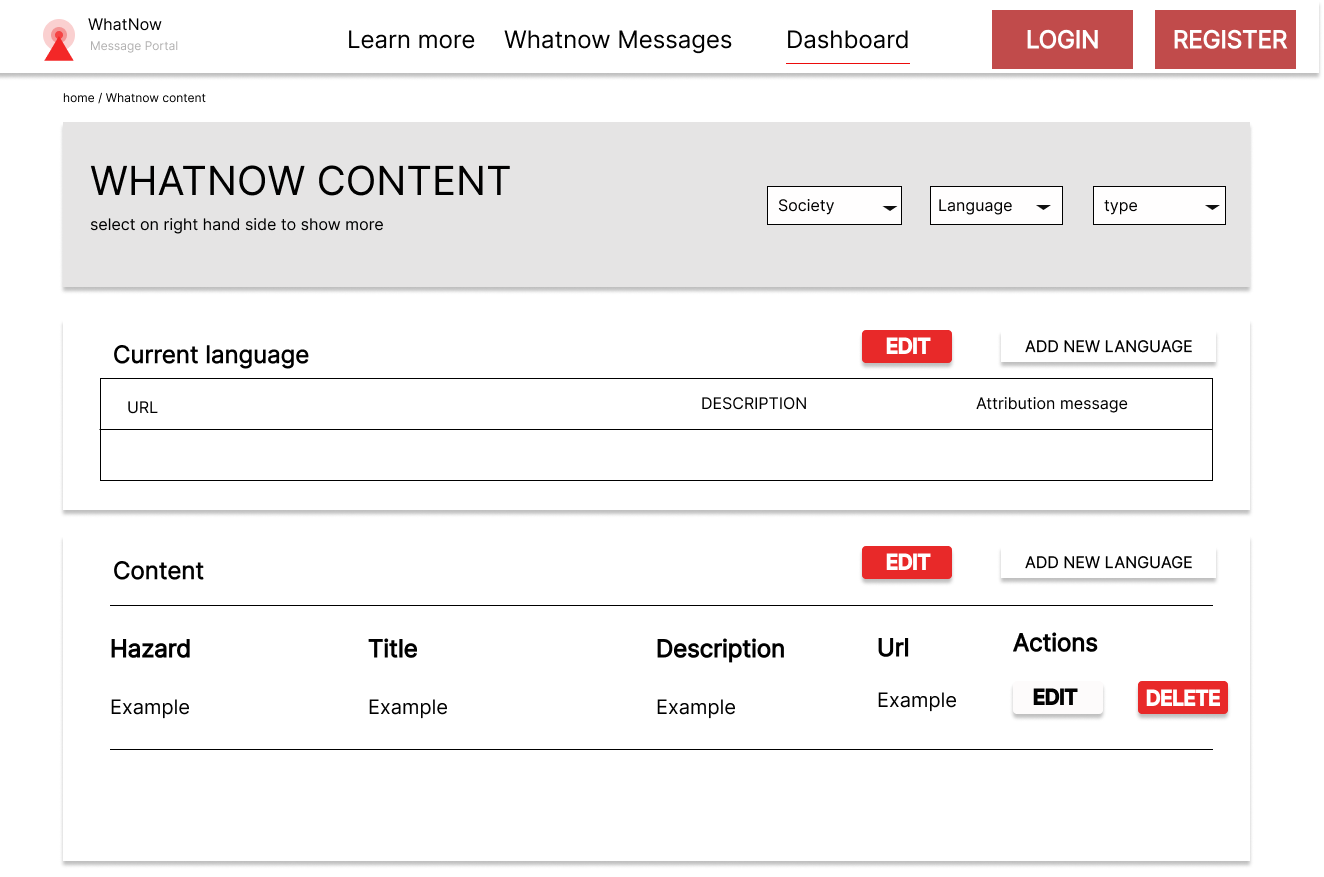 WhatNow
Message Portal
Learn more
Whatnow Messages
Dashboard
LOGIN
REGISTER
home / Whatnow content
WHATNOW CONTENT
select on right hand side to show more
Society
Language
type
Current language
EDIT
ADD NEW LANGUAGE
URL
DESCRIPTION
Attribution message
Content
EDIT
ADD NEW LANGUAGE
Hazard
Title
Description
Url
Actions
Example
Example
Example
Example
EDIT
DELETE